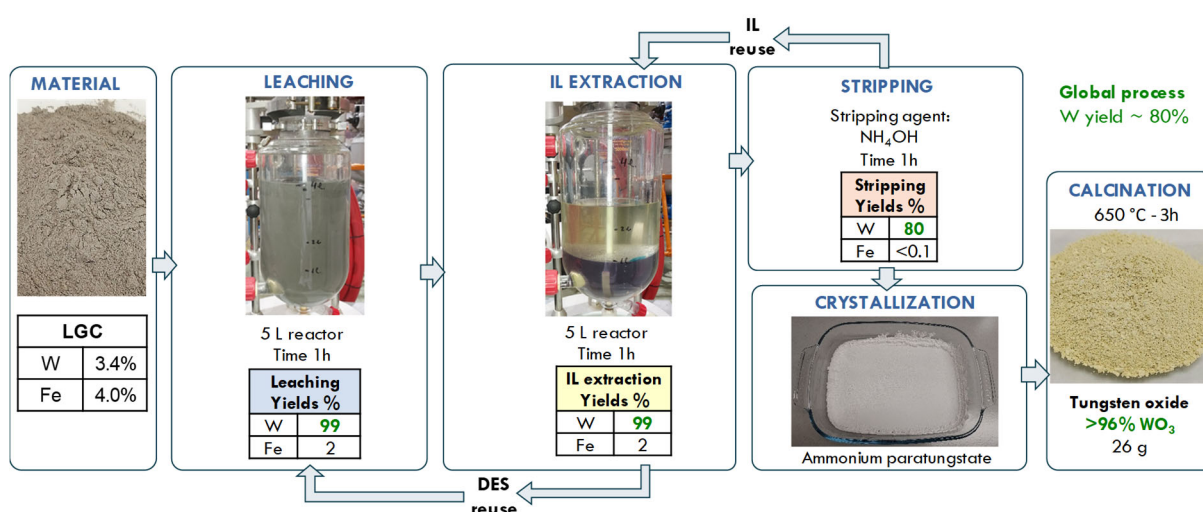 MATERIAL
LGC
W 3.4%
Fe 4.0%
LEACHING
5 L reactor
Time 1h
Leaching
Yields %
W 99
Fe 2
DES
reuse
IL EXTRACTION
5 L reactor
Time 1h
IL extraction
Yields %
W 99
Fe 2
IL
reuse
STRIPPING
Stripping agent:
NH₄OH
Time 1h
Stripping
Yields %
W 80
Fe <0.1
CRYSTALLIZATION
Ammonium paratungstate
Global process
W yield ~ 80%
CALCINATION
650 °C - 3h
Tungsten oxide
>96% WO₃
26 g